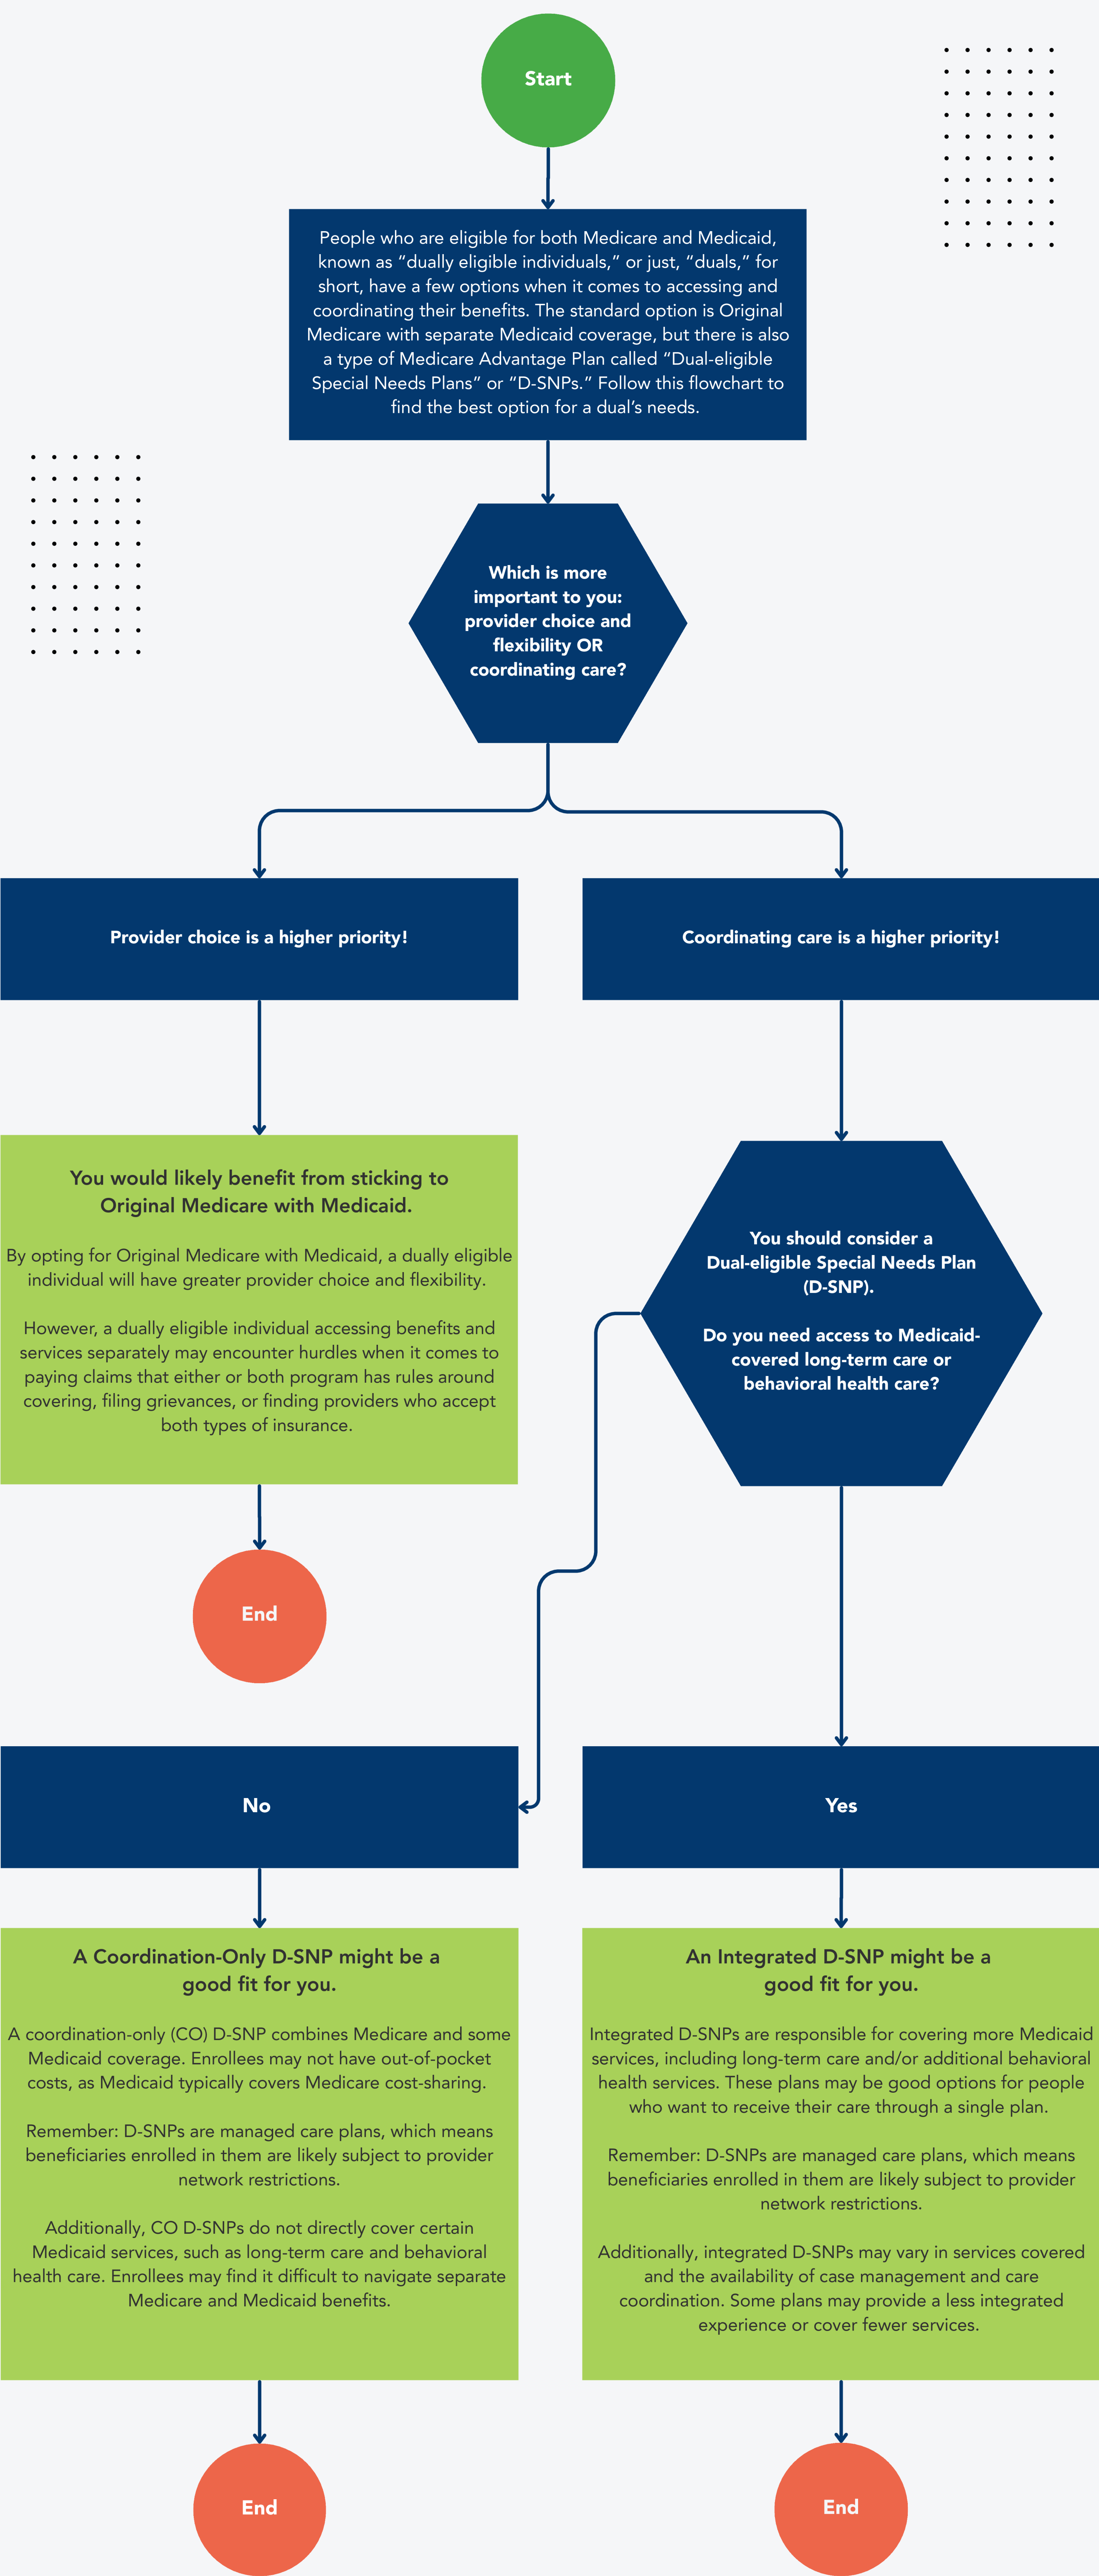 Start
People who are eligible for both Medicare and Medicaid,
known as “dually eligible individuals,” or just, “duals,” for
short, have a few options when it comes to accessing and
coordinating their benefits. The standard option is Original
Medicare with separate Medicaid coverage, but there is also
a type of Medicare Advantage Plan called “Dual-eligible
Special Needs Plans” or “D-SNPs.” Follow this flowchart to
find the best option for a dual’s needs.
Which is more
important to you:
provider choice and
flexibility OR
coordinating care?
Provider choice is a higher priority!
Coordinating care is a higher priority!
You would likely benefit from sticking to
Original Medicare with Medicaid.
By opting for Original Medicare with Medicaid, a dually eligible
individual will have greater provider choice and flexibility.
However, a dually eligible individual accessing benefits and
services separately may encounter hurdles when it comes to
paying claims that either or both program has rules around
covering, filing grievances, or finding providers who accept
both types of insurance.
End
You should consider a
Dual-eligible Special Needs Plan
(D-SNP).
Do you need access to Medicaid-
covered long-term care or
behavioral health care?
No
Yes
A Coordination-Only D-SNP might be a
good fit for you.
A coordination-only (CO) D-SNP combines Medicare and some
Medicaid coverage. Enrollees may not have out-of-pocket
costs, as Medicaid typically covers Medicare cost-sharing.
Remember: D-SNPs are managed care plans, which means
beneficiaries enrolled in them are likely subject to provider
network restrictions.
Additionally, CO D-SNPs do not directly cover certain
Medicaid services, such as long-term care and behavioral
health care. Enrollees may find it difficult to navigate separate
Medicare and Medicaid benefits.
End
An Integrated D-SNP might be a
good fit for you.
Integrated D-SNPs are responsible for covering more Medicaid
services, including long-term care and/or additional behavioral
health services. These plans may be good options for people
who want to receive their care through a single plan.
Remember: D-SNPs are managed care plans, which means
beneficiaries enrolled in them are likely subject to provider
network restrictions.
Additionally, integrated D-SNPs may vary in services covered
and the availability of case management and care
coordination. Some plans may provide a less integrated
experience or cover fewer services.
End